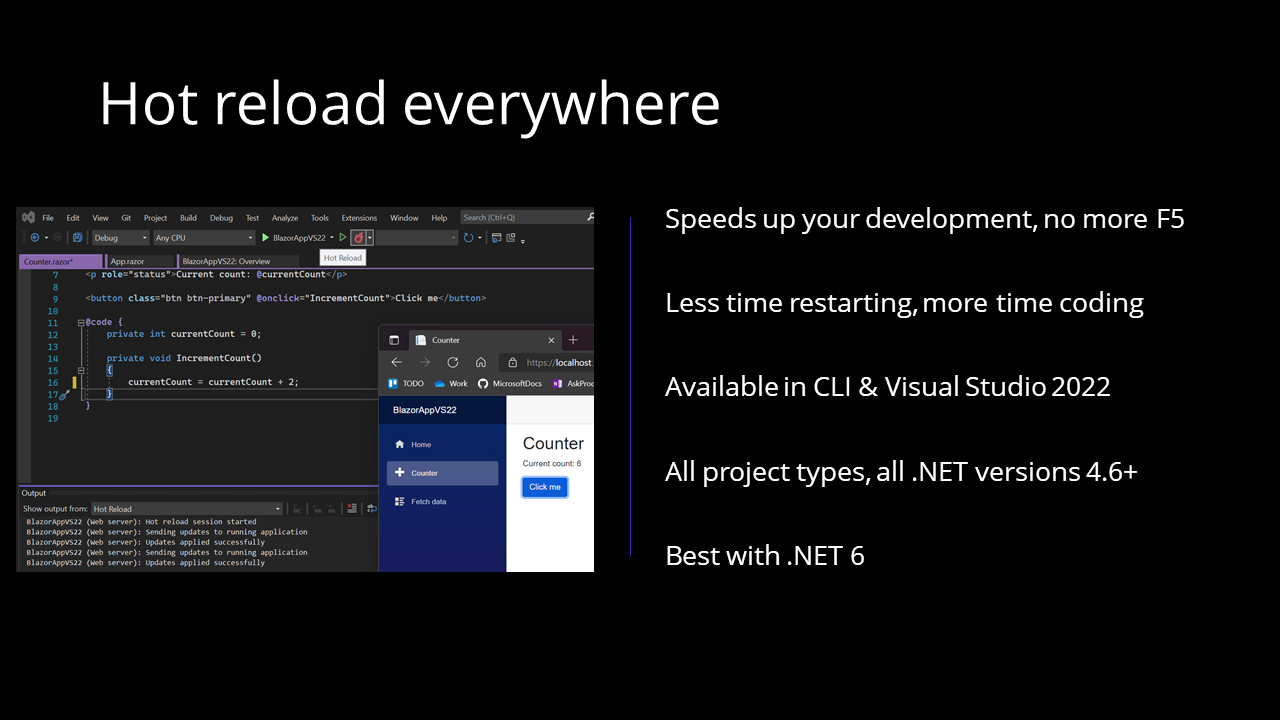 Hot reload everywhere
File Edit View Git Project Build Debug Test Analyze Tools Extensions Window Help Search (Ctrl+Q)
Debug Any CPU BlazorAppVS22
Hot Reload
Counter.razor* App.razor BlazorAppVS22: Overview
7 <p role="status">Current count: @currentCount</p>
8
9 <button class="btn btn-primary" @onclick="IncrementCount">Click me</button>
10
11 @code {
12 private int currentCount = 0;
13
14 private void IncrementCount()
15 {
16 currentCount = currentCount + 2;
17 }
18 }
19
Counter
https://localhost
TODO Work MicrosoftDocs AskProd
BlazorAppVS22
Home
Counter
Fetch data
Counter
Current count: 6
Click me
Output
Show output from: Hot Reload
BlazorAppVS22 (Web server): Hot reload session started
BlazorAppVS22 (Web server): Sending updates to running application
BlazorAppVS22 (Web server): Updates applied successfully
BlazorAppVS22 (Web server): Sending updates to running application
BlazorAppVS22 (Web server): Updates applied successfully
Speeds up your development, no more F5
Less time restarting, more time coding
Available in CLI & Visual Studio 2022
All project types, all .NET versions 4.6+
Best with .NET 6